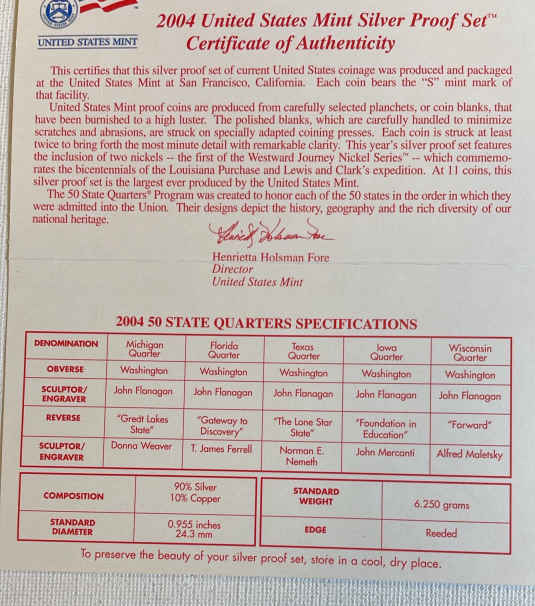 UNITED STATES MINT
2004 United States Mint Silver Proof Set™
Certificate of Authenticity
This certifies that this silver proof set of current United States coinage was produced and packaged
at the United States Mint at San Francisco, California. Each coin bears the “S” mint mark of
that facility.
United States Mint proof coins are produced from carefully selected planchets, or coin blanks, that
have been burnished to a high luster. The polished blanks, which are carefully handled to minimize
scratches and abrasions, are struck on specially adapted coining presses. Each coin is struck at least
twice to bring forth the most minute detail with remarkable clarity. This year’s silver proof set features
the inclusion of two nickels -- the first of the Westward Journey Nickel Series™ -- which commemo-
rates the bicentennials of the Louisiana Purchase and Lewis and Clark’s expedition. At 11 coins, this
silver proof set is the largest ever produced by the United States Mint.
The 50 State Quarters® Program was created to honor each of the 50 states in the order in which they
were admitted into the Union. Their designs depict the history, geography and the rich diversity of our
national heritage.
Henrietta Holsman Fore
Henrietta Holsman Fore
Director
United States Mint
2004 50 STATE QUARTERS SPECIFICATIONS
DENOMINATION Michigan Quarter Florida Quarter Texas Quarter Iowa Quarter Wisconsin Quarter
OBVERSE Washington Washington Washington Washington Washington
SCULPTOR/ ENGRAVER John Flanagan John Flanagan John Flanagan John Flanagan John Flanagan
REVERSE “Great Lakes State” “Gateway to Discovery” “The Lone Star State” “Foundation in Education” “Forward”
SCULPTOR/ ENGRAVER Donna Weaver T. James Ferrell Norman E. Nemeth John Mercanti Alfred Maletsky
COMPOSITION 90% Silver 10% Copper
STANDARD WEIGHT 6.250 grams
STANDARD DIAMETER 0.955 inches 24.3 mm
EDGE Reeded
To preserve the beauty of your silver proof set, store in a cool, dry place.